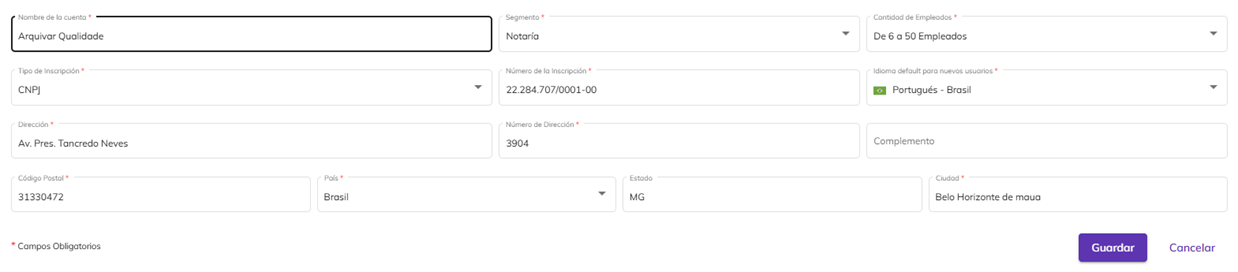 Nombre de la cuenta *
Arquivar Qualidade
Segmento *
Notaría
Cantidad de Empleados *
De 6 a 50 Empleados
Tipo de Inscripción *
CNPJ
Número de la Inscripción *
22.284.707/0001-00
Idioma default para nuevos usuarios *
Portugués - Brasil
Dirección *
Av. Pres. Tancredo Neves
Número de Dirección *
3904
Complemento
Código Postal *
31330472
País *
Brasil
Estado
MG
Ciudad *
Belo Horizonte de maua
* Campos Obligatorios
Guardar
Cancelar